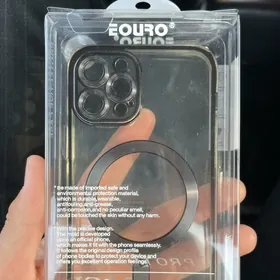 EOURO®
"be made of imported safe and
environmental protection material,
which is durable,wearable,
antifouling,anti-grease,
anti-corrosion,and no peculiar smell,
could be touched the skin without any harm.
With the precise design.
The mold is developed
upon an official phone,
which makes it fit with the phone seamlessly.
It follows the original design profile
of phone bodies to protect your device and
offers you excellent operation feelings).
PRO